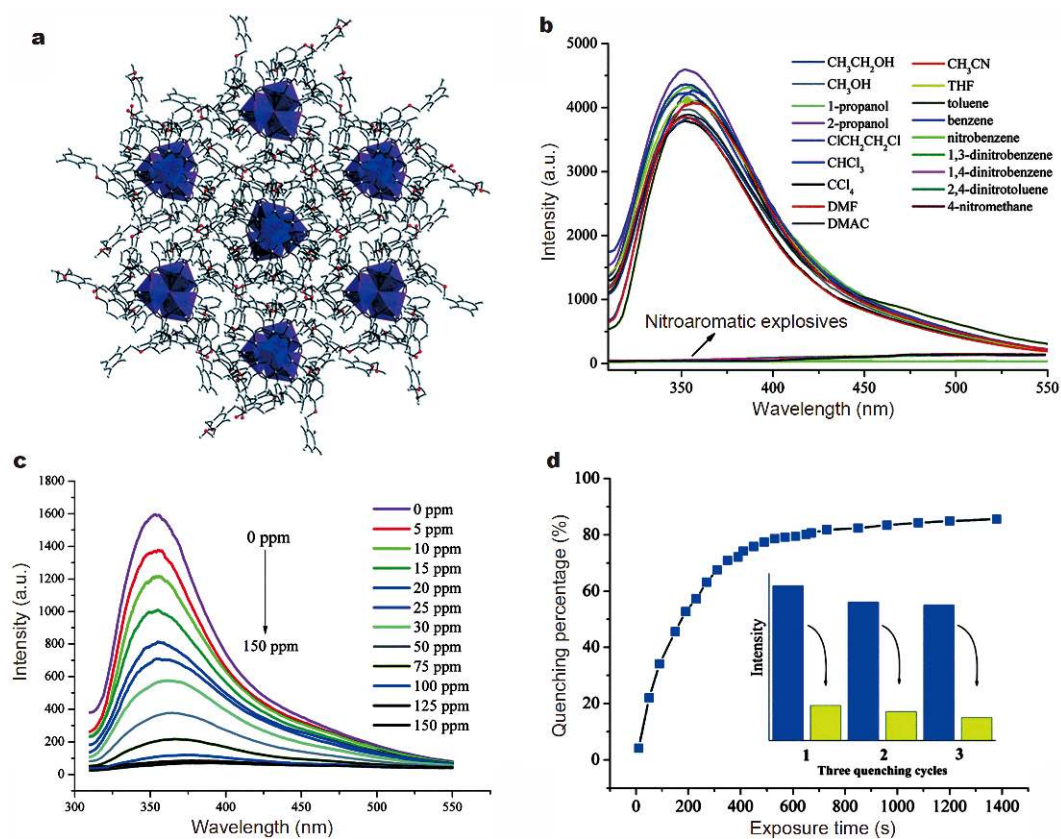 a
b
5000
4000
3000
2000
1000
0
Intensity (a.u.)
CH₃CH₂OH
CH₃OH
1-propanol
2-propanol
ClCH₂CH₂Cl
CHCl₃
CCl₄
DMF
DMAC
CH₃CN
THF
toluene
benzene
nitrobenzene
1,3-dinitrobenzene
1,4-dinitrobenzene
2,4-dinitrotoluene
4-nitromethane
Nitroaromatic explosives
350 400 450 500 550
Wavelength (nm)
c
1800
1600
1400
1200
1000
800
600
400
200
0
Intensity (a.u.)
0 ppm
150 ppm
0 ppm
5 ppm
10 ppm
15 ppm
20 ppm
25 ppm
30 ppm
50 ppm
75 ppm
100 ppm
125 ppm
150 ppm
300 350 400 450 500 550
Wavelength (nm)
d
100
80
60
40
20
0
Quenching percentage (%)
Intensity
1 2 3
Three quenching cycles
0 200 400 600 800 1000 1200 1400
Exposure time (s)